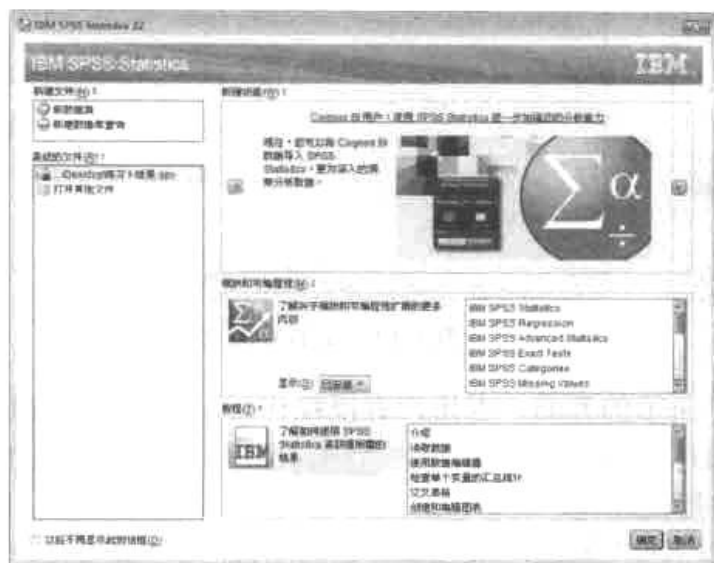 IBM SPSS Statistics 22
IBM SPSS Statistics
IBM
新建文件(N):
新数据集
新建数据库查询
最近的文件(R):
打开其他文件
新增功能(W):
Cognos BI 用户:使用 SPSS Statistics 进一步加强您的分析能力
现在,您可以将 Cognos BI
数据导入 SPSS
Statistics,更为深入的探
察分析数据。
模块和可编程性(M):
了解关于模块和可编程性扩展的更多
内容
显示(S) 已安装
IBM SPSS Statistics
IBM SPSS Regression
IBM SPSS Advanced Statistics
IBM SPSS Exact Tests
IBM SPSS Categories
IBM SPSS Missing Values
教程(T):
IBM
了解如何使用 SPSS
Statistics 来获得所需的
结果
介绍
读取数据
使用数据编辑器
检查单个变量的汇总统计
交叉表格
创建和编辑图表
以后不再显示此对话框(D)
确定
取消